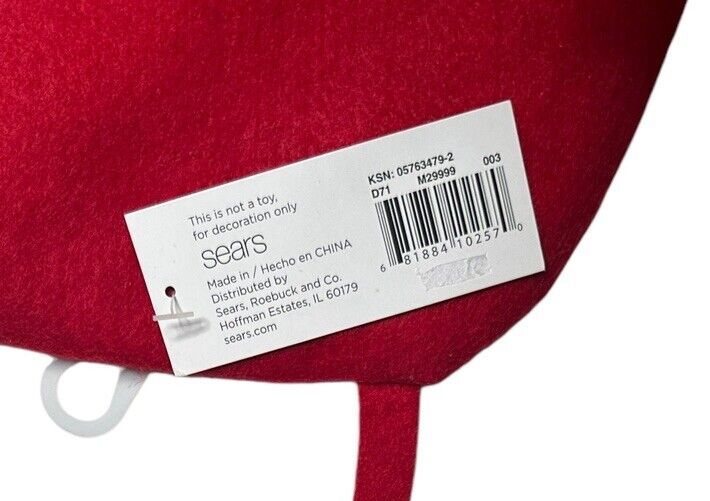 This is not a toy,
for decoration only
sears
Made in / Hecho en CHINA
Distributed by
Sears, Roebuck and Co.
Hoffman Estates, IL 60179
sears.com
KSN: 05763479-2
D71 M29999 003
6 81884 10257 0